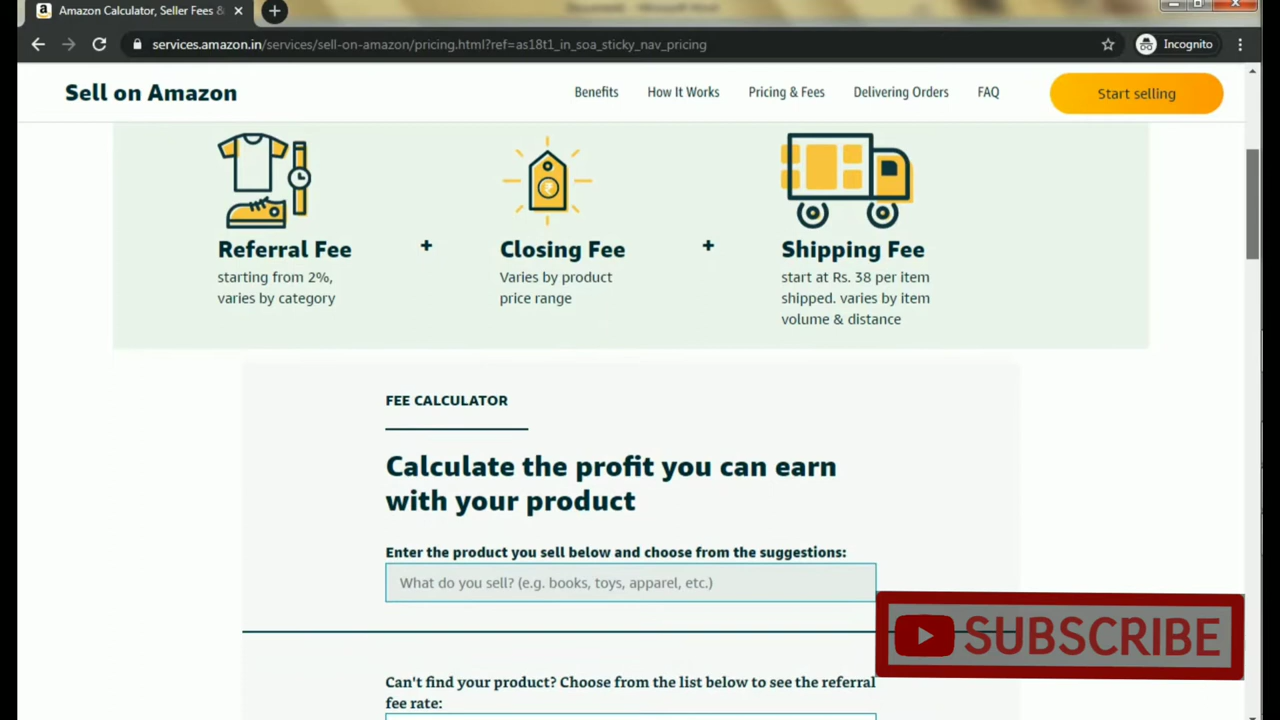 Amazon Calculator, Seller Fees &
services.amazon.in/services/sell-on-amazon/pricing.html?ref=as18t1_in_soa_sticky_nav_pricing
Incognito
Sell on Amazon
Benefits
How It Works
Pricing & Fees
Delivering Orders
FAQ
Start selling
Referral Fee
starting from 2%,
varies by category
+
Closing Fee
Varies by product
price range
+
Shipping Fee
start at Rs. 38 per item
shipped. varies by item
volume & distance
FEE CALCULATOR
Calculate the profit you can earn
with your product
Enter the product you sell below and choose from the suggestions:
What do you sell? (e.g. books, toys, apparel, etc.)
SUBSCRIBE
Can't find your product? Choose from the list below to see the referral
fee rate: